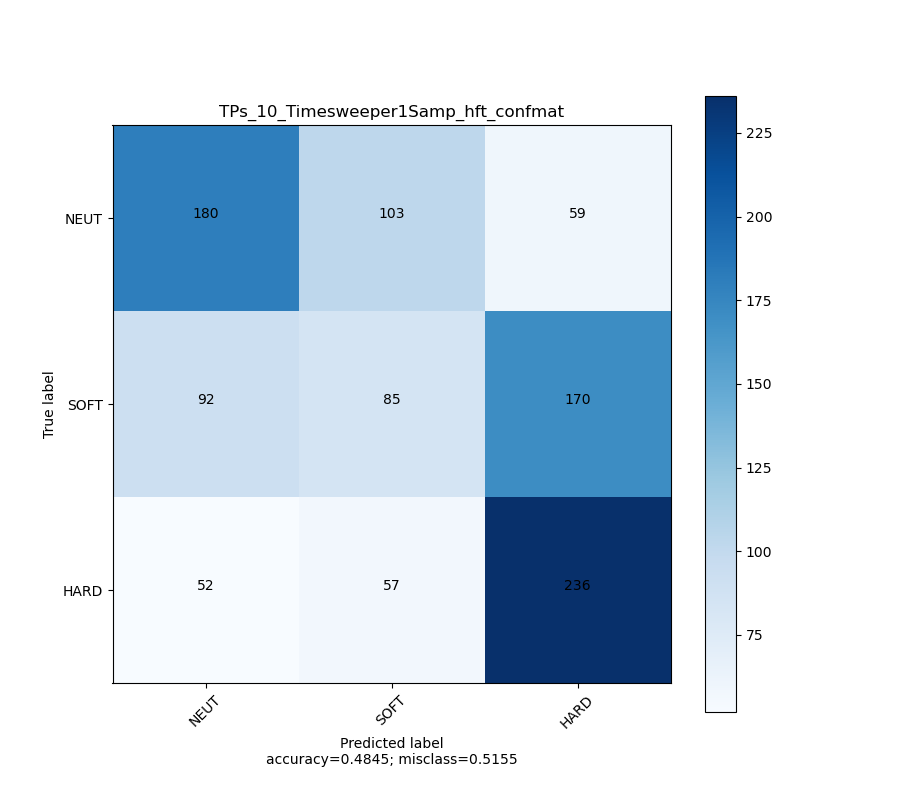 TPs_10_Timesweeper1Samp_hft_confmat
NEUT 180 103 59
SOFT 92 85 170
HARD 52 57 236
NEUT SOFT HARD
True label
Predicted label
accuracy=0.4845; misclass=0.5155
225
200
175
150
125
100
75